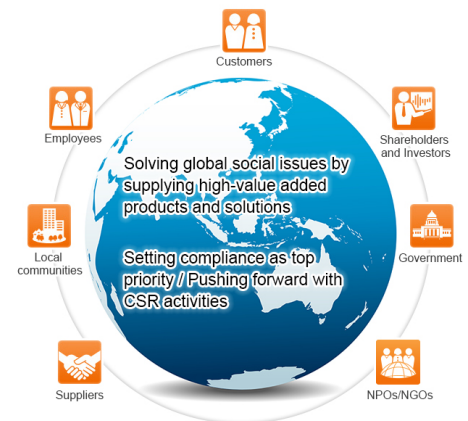 Customers
Employees
Shareholders
and Investors
Solving global social issues by
supplying high-value added
products and solutions
Local
communities
Government
Setting compliance as top
priority / Pushing forward with
CSR activities
Suppliers
NPOs/NGOs